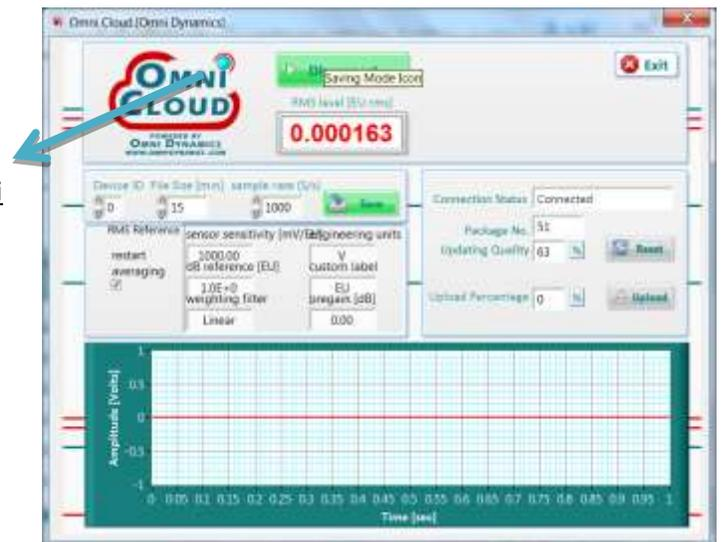 Omni Cloud (Omni Dynamics)
OMNI
CLOUD
POWERED BY
OMNI DYNAMICS
Saving Mode Icon
RMS level (EU rms)
0.000163
Exit
Device ID File Size (min) sample rate (S/s)
0 15 1000 Save
RMS Reference
restart
averaging
sensor sensitivity (mV/EU)
1000.00
dB reference (EU)
1.0E+0
weighting filter
Linear
engineering units
V
custom label
EU
pregain (dB)
0.00
Connection Status Connected
Package No. 51
Updating Quality 63 % Reset
Upload Percentage 0 % Upload
Amplitude [Volts]
1
0.5
0
-0.5
-1
0 0.05 0.1 0.15 0.2 0.25 0.3 0.35 0.4 0.45 0.5 0.55 0.6 0.65 0.7 0.75 0.8 0.85 0.9 0.95 1
Time [sec]